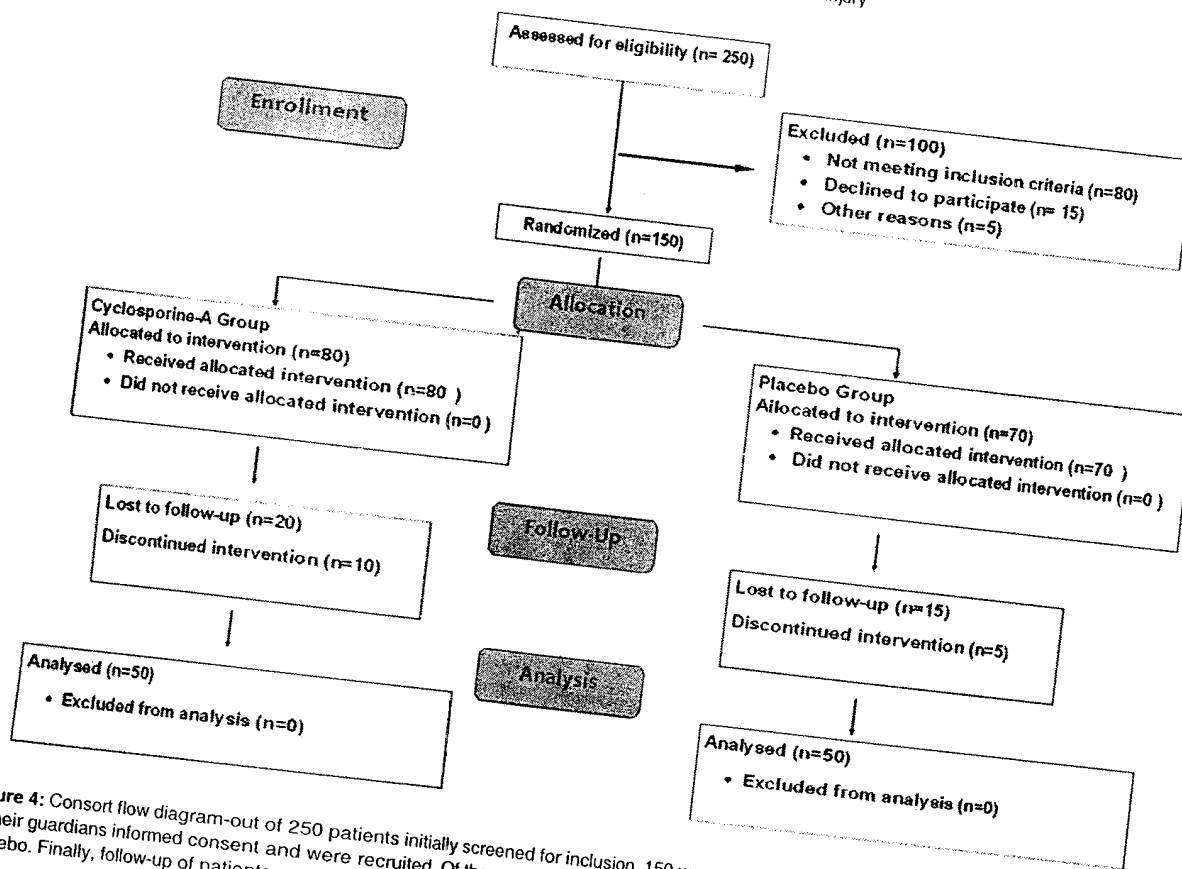 Assessed for eligibility (n= 250)
Enrollment
Excluded (n=100)
• Not meeting inclusion criteria (n=80)
• Declined to participate (n= 15)
• Other reasons (n=5)
Randomized (n=150)
Allocation
Cyclosporine-A Group
Allocated to intervention (n=80)
• Received allocated intervention (n=80 )
• Did not receive allocated intervention (n=0 )
Placebo Group
Allocated to intervention (n=70)
• Received allocated intervention (n=70 )
• Did not receive allocated intervention (n=0 )
Follow-Up
Lost to follow-up (n=20)
Discontinued intervention (n=10)
Lost to follow-up (n=15)
Discontinued intervention (n=5)
Analysis
Analysed (n=50)
• Excluded from analysis (n=0)
Analysed (n=50)
• Excluded from analysis (n=0)
ure 4: Consort flow diagram-out of 250 patients initially screened for inclusion, 150
heir guardians informed consent and were recruited. Of
ebo. Finally, follow-up of patients